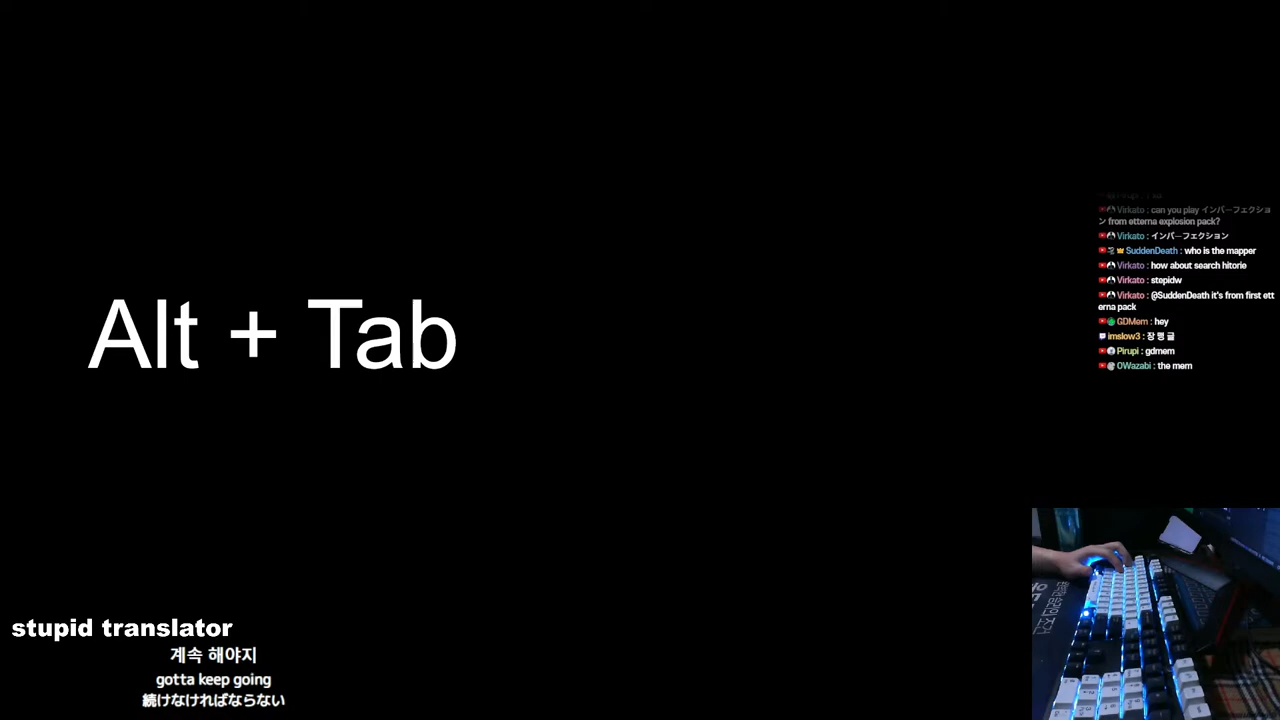 Virkato : can you play インパーフェクショ
ン from etterna explosion pack?
Virkato : インパーフェクション
SuddenDeath : who is the mapper
Virkato : how about search hitorie
Virkato : stepidw
Virkato : @SuddenDeath it's from first ett
erna pack
GDMem : hey
imslow3 : 장 맹 글
Pirupi : gdmem
OWazabi : the mem
Alt + Tab
stupid translator
계속 해야지
gotta keep going
続けなければならない